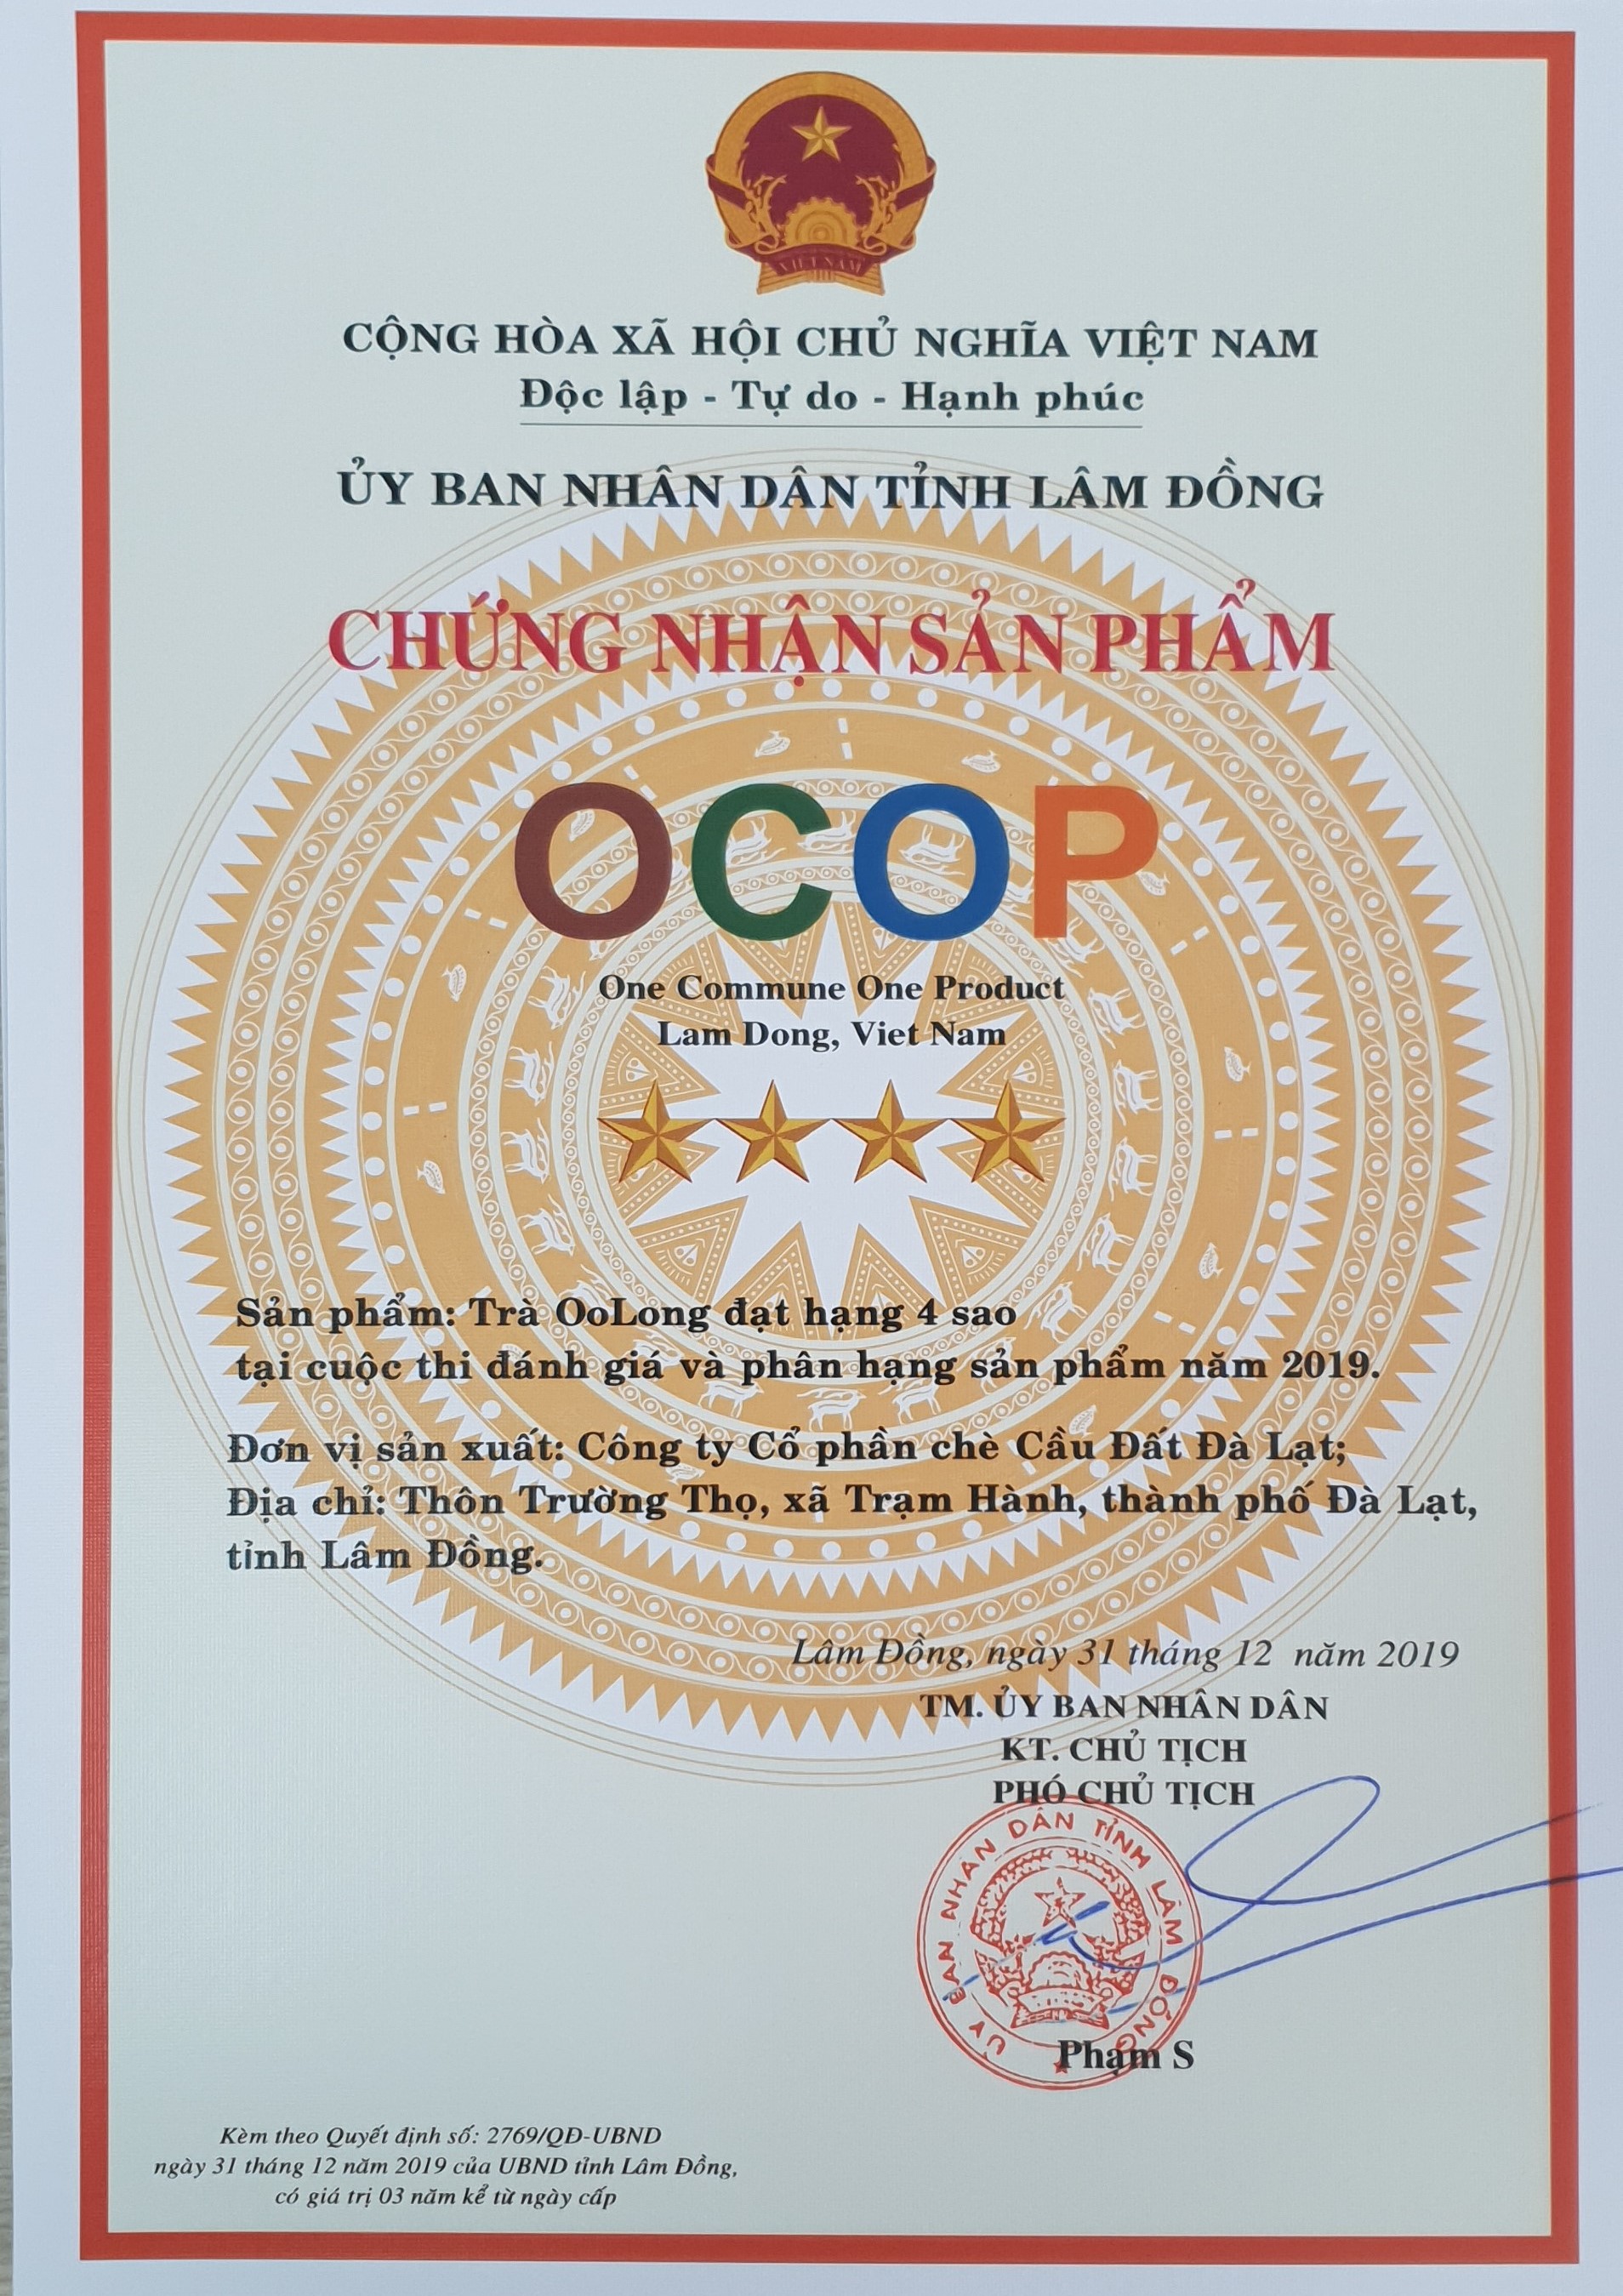 VIỆT NAM
CỘNG HÒA XÃ HỘI CHỦ NGHĨA VIỆT NAM
Độc lập - Tự do - Hạnh phúc
ỦY BAN NHÂN DÂN TỈNH LÂM ĐỒNG
CHỨNG NHẬN SẢN PHẨM
OCOP
One Commune One Product
Lam Dong, Viet Nam
Sản phẩm: Trà OoLong đạt hạng 4 sao
tại cuộc thi đánh giá và phân hạng sản phẩm năm 2019.
Đơn vị sản xuất: Công ty Cổ phần chè Cầu Đất Đà Lạt;
Địa chỉ: Thôn Trường Thọ, xã Trạm Hành, thành phố Đà Lạt,
tỉnh Lâm Đồng.
Lâm Đồng, ngày 31 tháng 12 năm 2019
TM. ỦY BAN NHÂN DÂN
KT. CHỦ TỊCH
PHÓ CHỦ TỊCH
ỦY BAN NHÂN DÂN TỈNH LÂM ĐỒNG
Phạm S
Kèm theo Quyết định số: 2769/QĐ-UBND
ngày 31 tháng 12 năm 2019 của UBND tỉnh Lâm Đồng,
có giá trị 03 năm kể từ ngày cấp